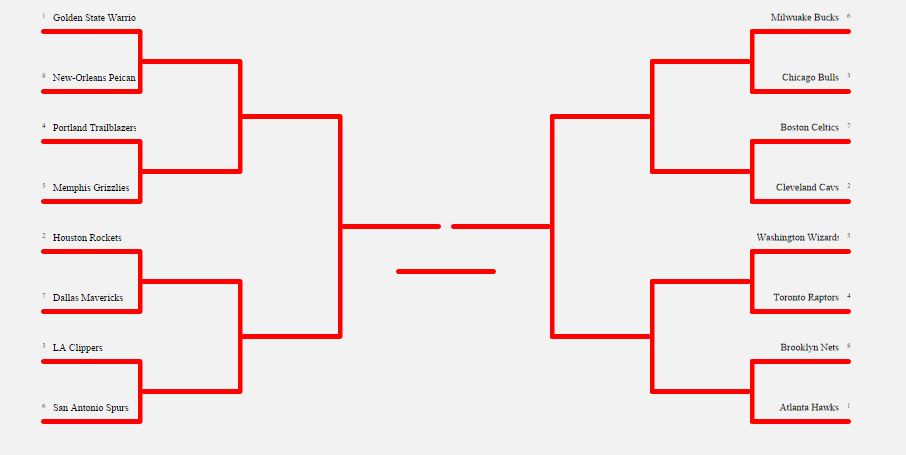 1 Golden State Warrio
8 New-Orleans Peican
4 Portland Trailblazers
5 Memphis Grizzlies
2 Houston Rockets
7 Dallas Mavericks
3 LA Clippers
6 San Antonio Spurs
Milwuake Bucks 6
Chicago Bulls 3
Boston Celtics 7
Cleveland Cavs 2
Washington Wizards 5
Toronto Raptors 4
Brooklyn Nets 8
Atlanta Hawks 1